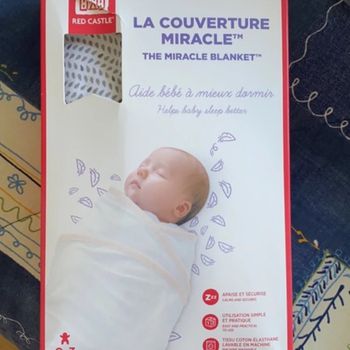 RED CASTLE
LA COUVERTURE
MIRACLE™
THE MIRACLE BLANKET™
Aide bébé à mieux dormir
Helps baby sleep better
Zzz
APAISE ET SÉCURISE
CALMS AND SECURES
UTILISATION SIMPLE
ET PRATIQUE
EASY AND PRACTICAL
TO USE
TISSU COTON-ÉLASTHANE
LAVABLE EN MACHINE